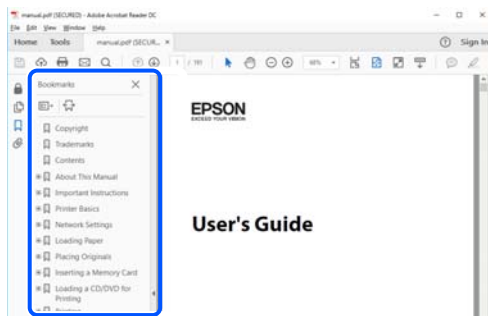 manual.pdf (SECURED) - Adobe Acrobat Reader DC
File Edit View Window Help
Home Tools manual.pdf (SECUR... × Sign In
1 / 191
Bookmarks
Copyright
Trademarks
Contents
About This Manual
Important Instructions
Printer Basics
Network Settings
Loading Paper
Placing Originals
Inserting a Memory Card
Loading a CD/DVD for
Printing
EPSON
EXCEED YOUR VISION
User's Guide